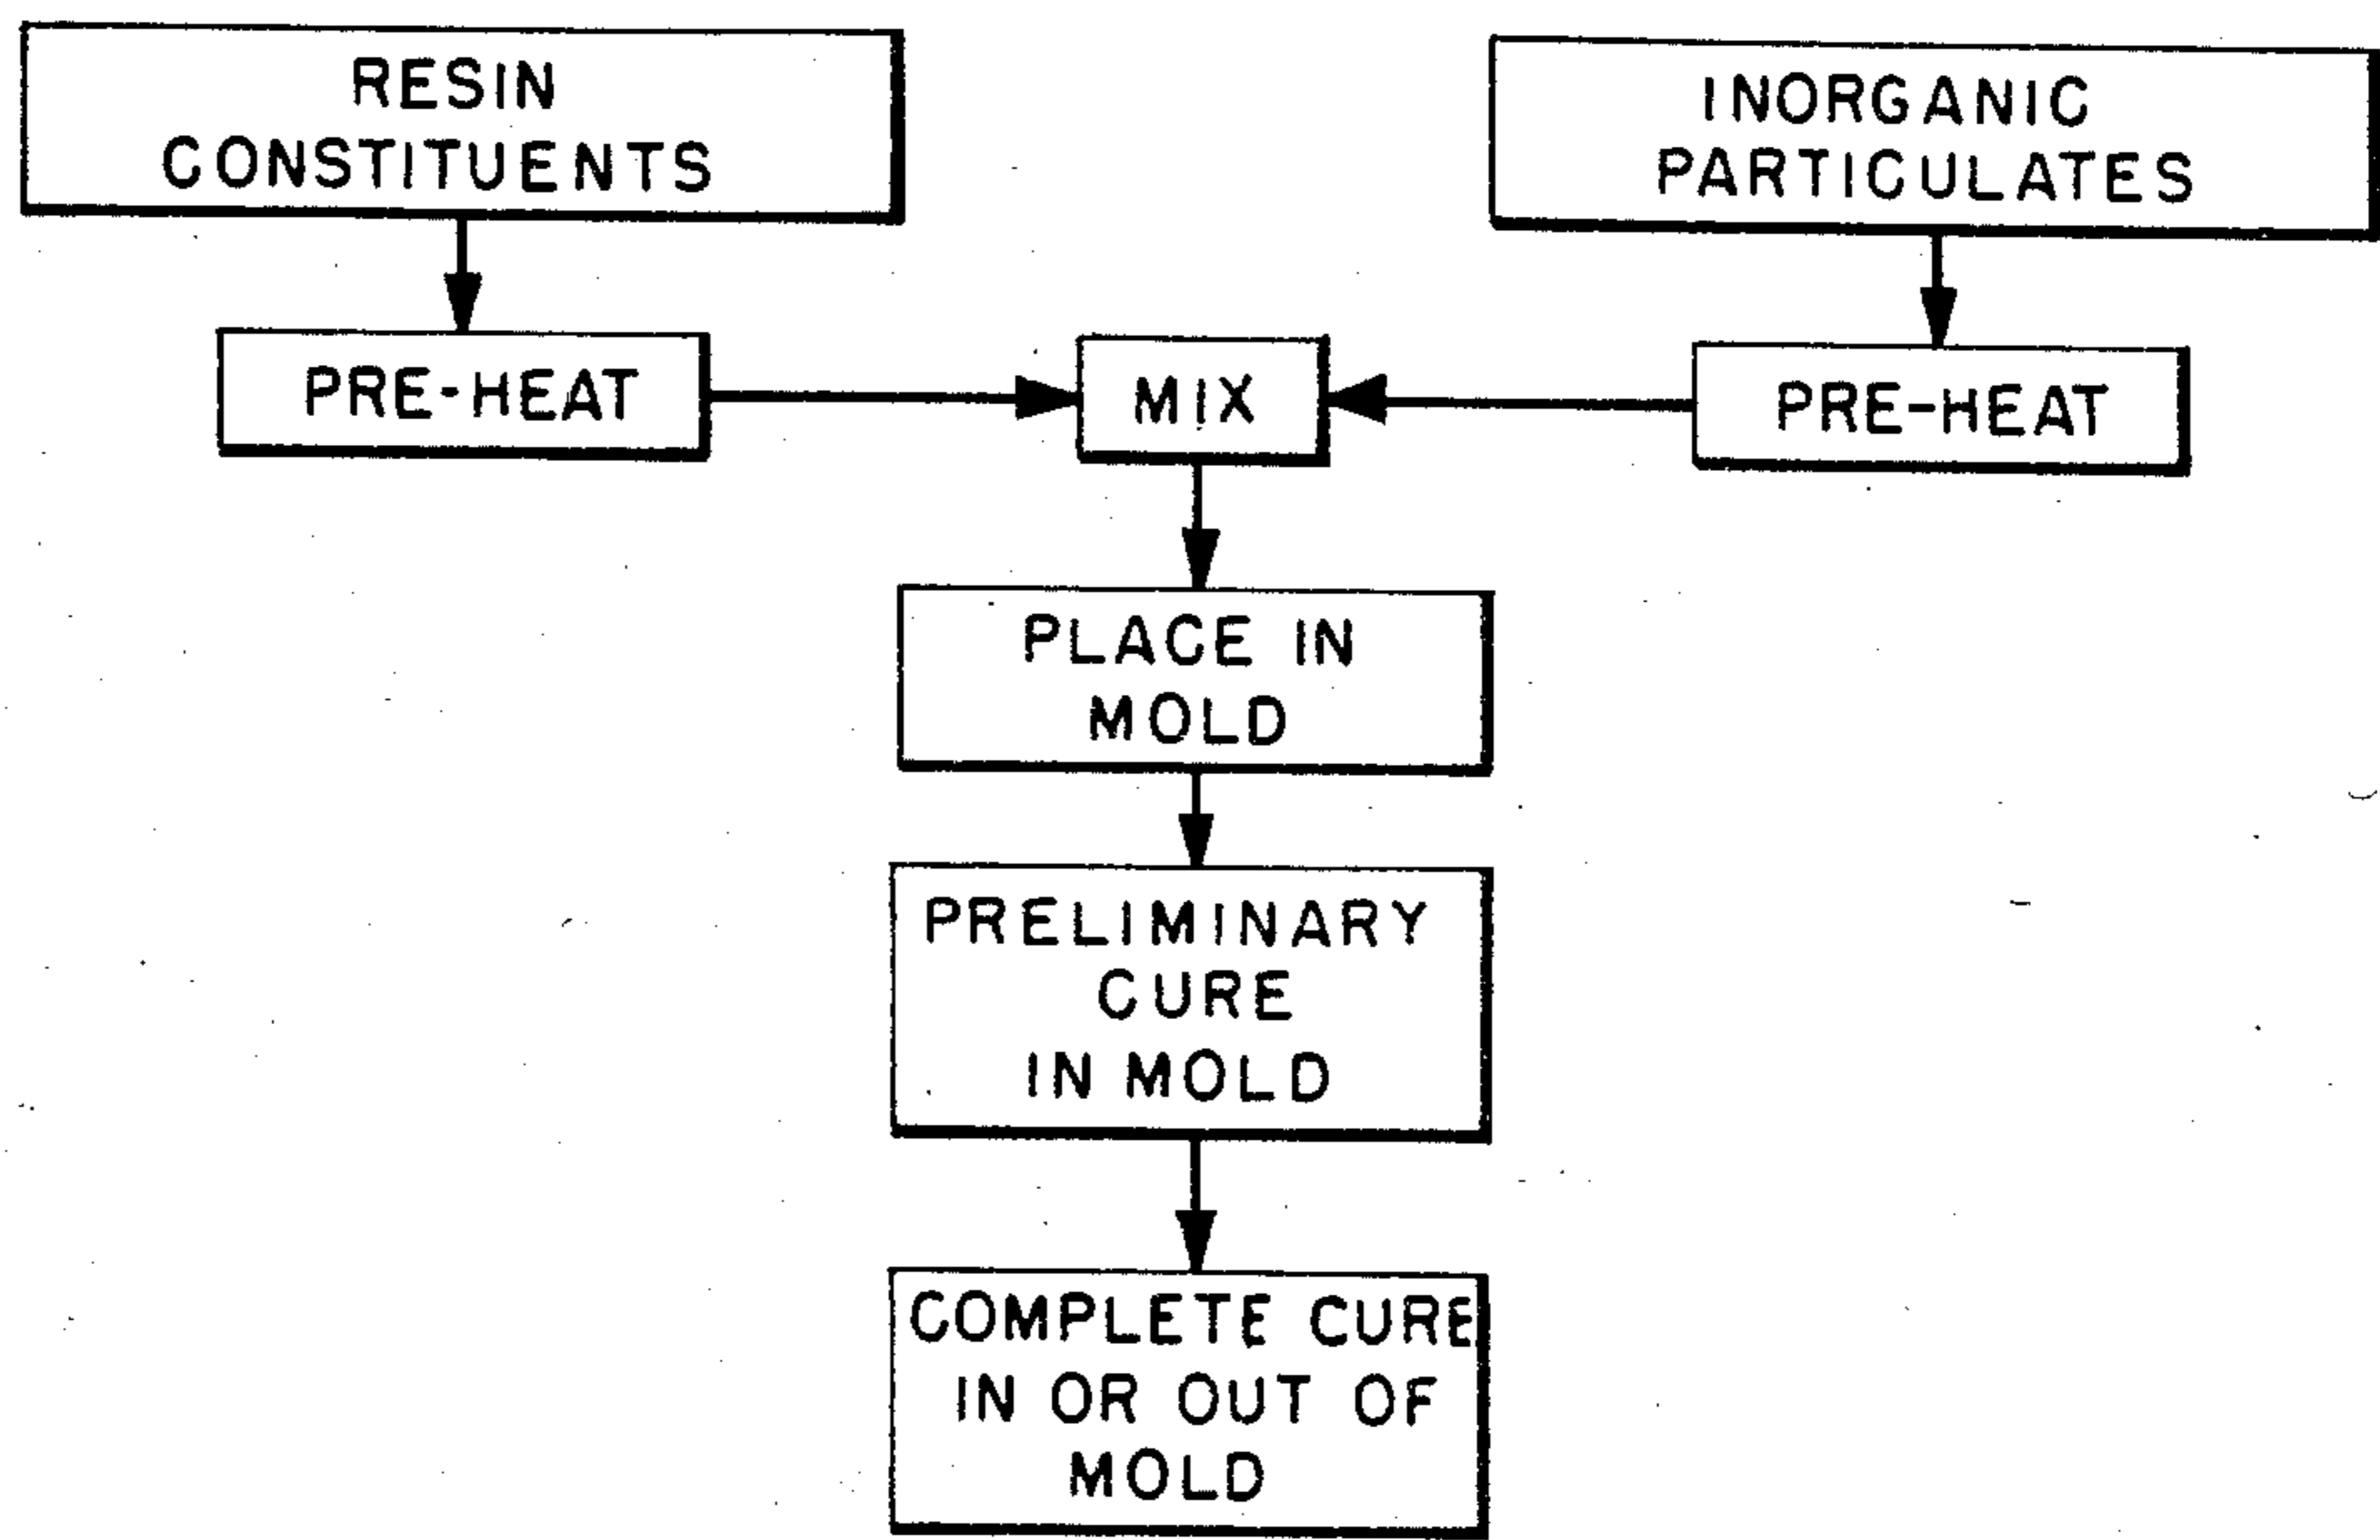 RESIN
CONSTITUENTS
INORGANIC
PARTICULATES
PRE-HEAT
MIX
PRE-HEAT
PLACE IN
MOLD
PRELIMINARY
CURE
IN MOLD
COMPLETE CURE
IN OR OUT OF
MOLD